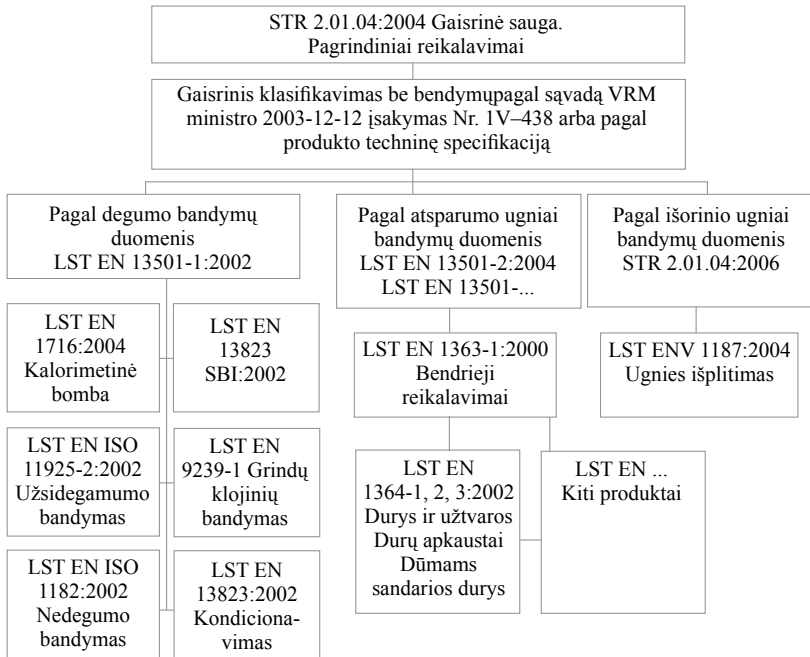 STR 2.01.04:2004 Gaisrinė sauga.
Pagrindiniai reikalavimai
Gaisrinis klasifikavimas be bendymųpagal sąvadą VRM
ministro 2003-12-12 įsakymas Nr. 1V–438 arba pagal
produkto techninę specifikaciją
Pagal degumo bandymų
duomenis
LST EN 13501-1:2002
Pagal atsparumo ugniai
bandymų duomenis
LST EN 13501-2:2004
LST EN 13501-...
Pagal išorinio ugniai
bandymų duomenis
STR 2.01.04:2006
LST EN
1716:2004
Kalorimetinė
bomba
LST EN
13823
SBI:2002
LST EN 1363-1:2000
Bendrieji
reikalavimai
LST ENV 1187:2004
Ugnies išplitimas
LST EN ISO
11925-2:2002
Užsidegamumo
bandymas
LST EN
9239-1 Grindų
klojinių
bandymas
LST EN
1364-1, 2, 3:2002
Durys ir užtvaros
Durų apkaustai
Dūmams
sandarios durys
LST EN ...
Kiti produktai
LST EN ISO
1182:2002
Nedegumo
bandymas
LST EN
13823:2002
Kondiciona-
vimas